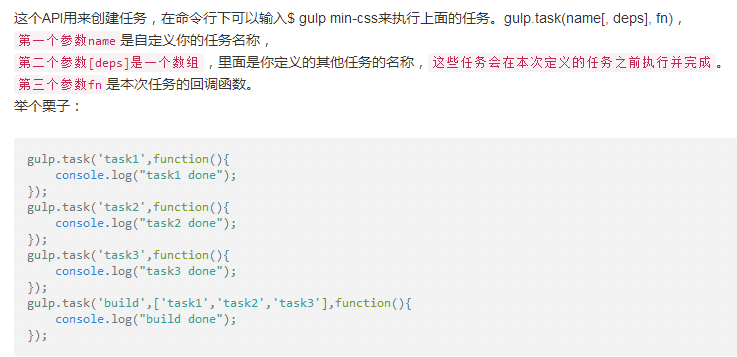 这个API用来创建任务，在命令行下可以输入$ gulp min-css来执行上面的任务。gulp.task(name[, deps], fn)，
第一个参数name是自定义你的任务名称，
第二个参数[deps]是一个数组，里面是你定义的其他任务的名称，这些任务会在本次定义的任务之前执行并完成。
第三个参数fn是本次任务的回调函数。
举个栗子：
gulp.task('task1',function(){
    console.log("task1 done");
});
gulp.task('task2',function(){
    console.log("task2 done");
});
gulp.task('task3',function(){
    console.log("task3 done");
});
gulp.task('build',['task1','task2','task3'],function(){
    console.log("build done");
});